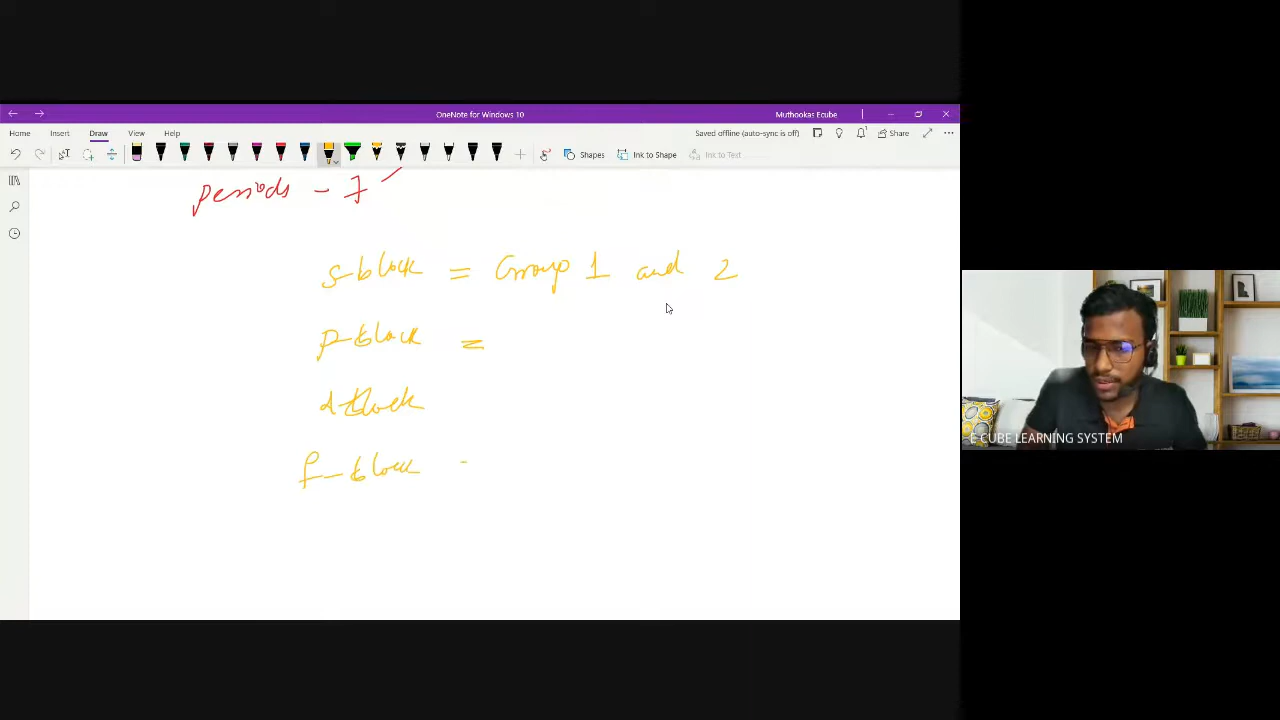 OneNote for Windows 10
Muthookas Ecube
Home Insert Draw View Help
Saved offline (auto-sync is off)
Share
Shapes
Ink to Shape
Ink to Text
periods - 7
s-block = Group 1 and 2
p-block =
d-block
f-block -
E CUBE LEARNING SYSTEM